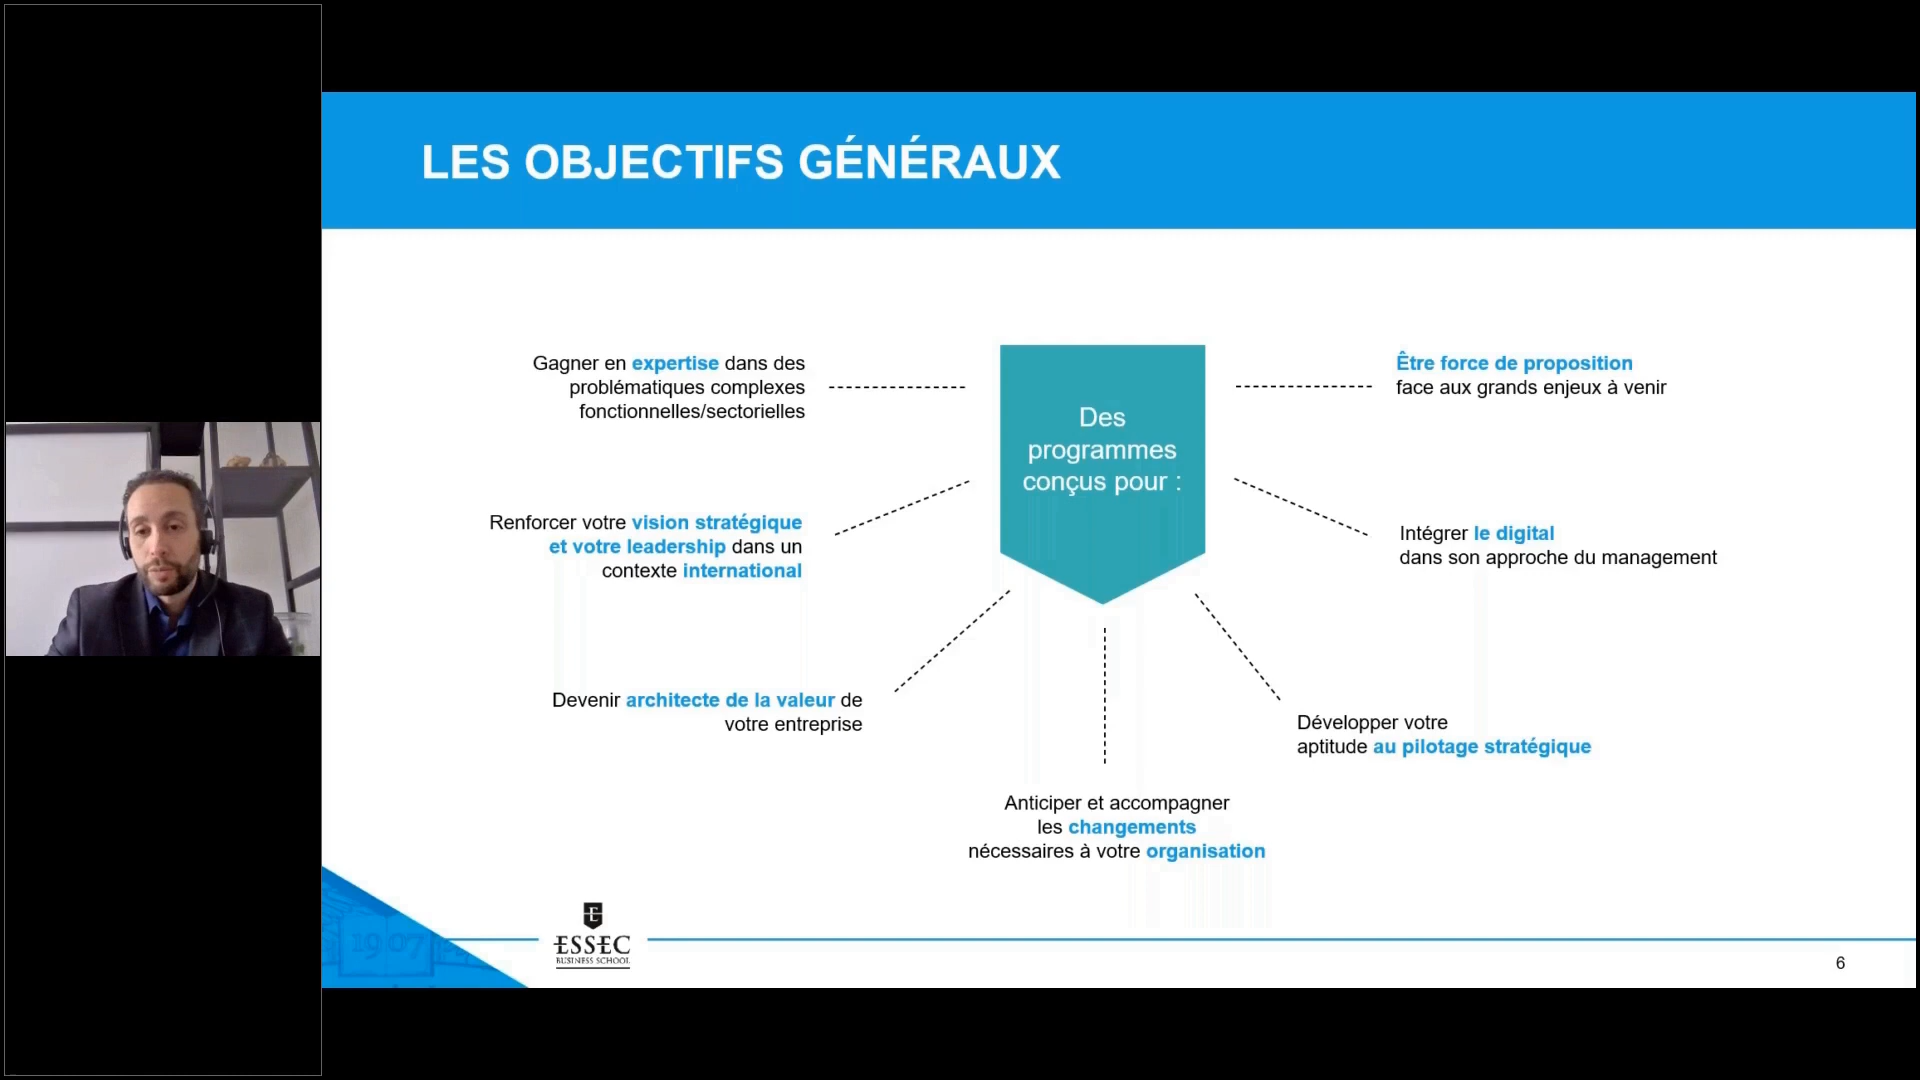 LES OBJECTIFS GÉNÉRAUX
Gagner en expertise dans des
problématiques complexes
fonctionnelles/sectorielles
Renforcer votre vision stratégique
et votre leadership dans un
contexte international
Devenir architecte de la valeur de
votre entreprise
Des
programmes
conçus pour :
Anticiper et accompagner
les changements
nécessaires à votre organisation
Être force de proposition
face aux grands enjeux à venir
Intégrer le digital
dans son approche du management
Développer votre
aptitude au pilotage stratégique
1907
ESSEC
BUSINESS SCHOOL
6